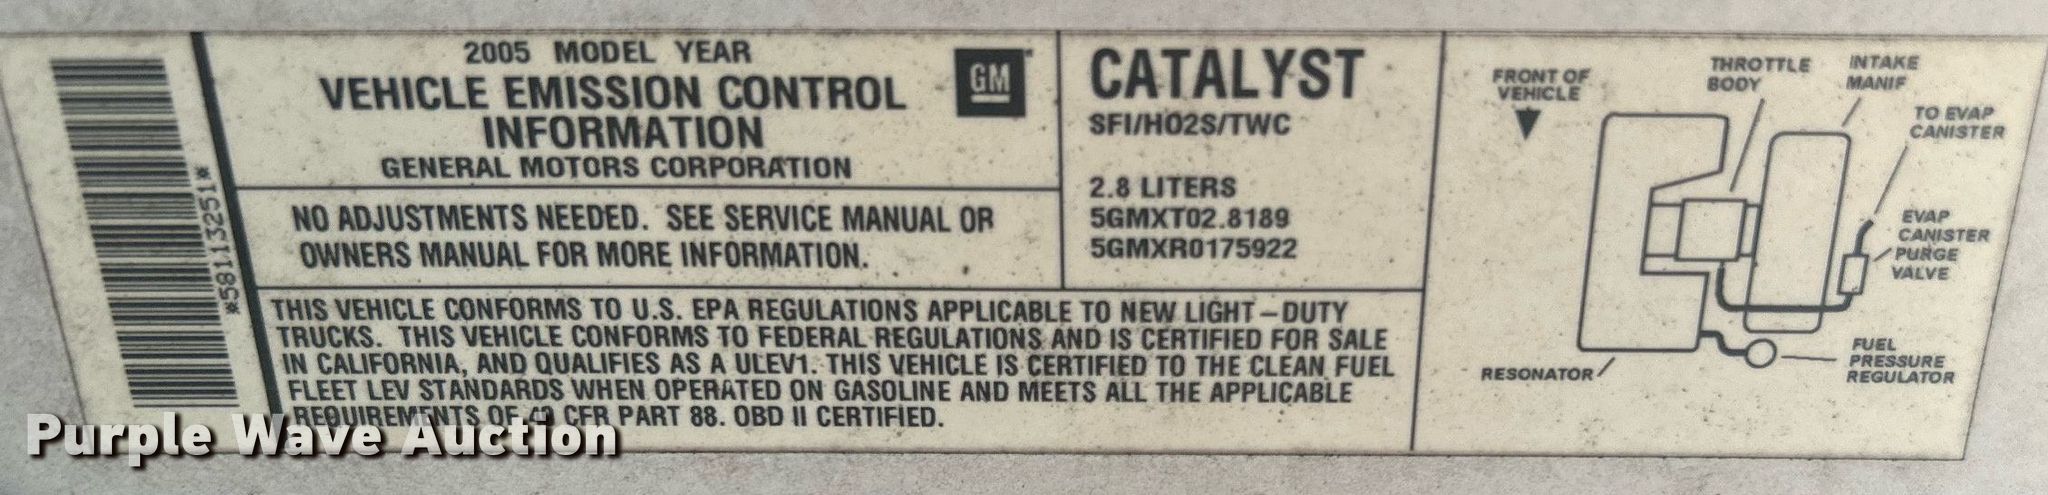 *58113251*
2005 MODEL YEAR
VEHICLE EMISSION CONTROL
INFORMATION
GENERAL MOTORS CORPORATION
GM
NO ADJUSTMENTS NEEDED. SEE SERVICE MANUAL OR
OWNERS MANUAL FOR MORE INFORMATION.
CATALYST
SFI/HO2S/TWC
2.8 LITERS
5GMXT02.8189
5GMXR0175922
THIS VEHICLE CONFORMS TO U.S. EPA REGULATIONS APPLICABLE TO NEW LIGHT-DUTY
TRUCKS. THIS VEHICLE CONFORMS TO FEDERAL REGULATIONS AND IS CERTIFIED FOR SALE
IN CALIFORNIA, AND QUALIFIES AS A ULEV1. THIS VEHICLE IS CERTIFIED TO THE CLEAN FUEL
FLEET LEV STANDARDS WHEN OPERATED ON GASOLINE AND MEETS ALL THE APPLICABLE
REQUIREMENTS OF 40 CFR PART 88. OBD II CERTIFIED.
FRONT OF
VEHICLE
THROTTLE
BODY
INTAKE
MANIF
TO EVAP
CANISTER
EVAP
CANISTER
PURGE
VALVE
FUEL
PRESSURE
REGULATOR
RESONATOR
Purple Wave Auction